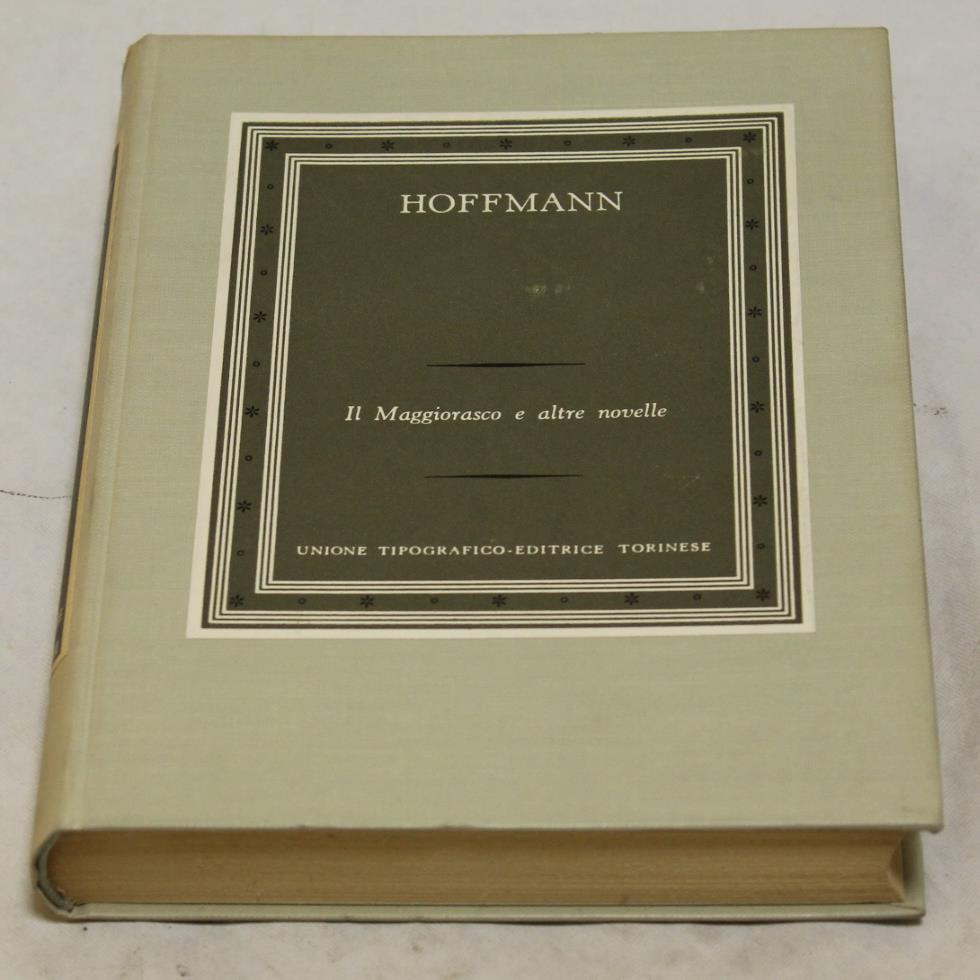 HOFFMANN
Il Maggiorasco e altre novelle
UNIONE TIPOGRAFICO-EDITRICE TORINESE